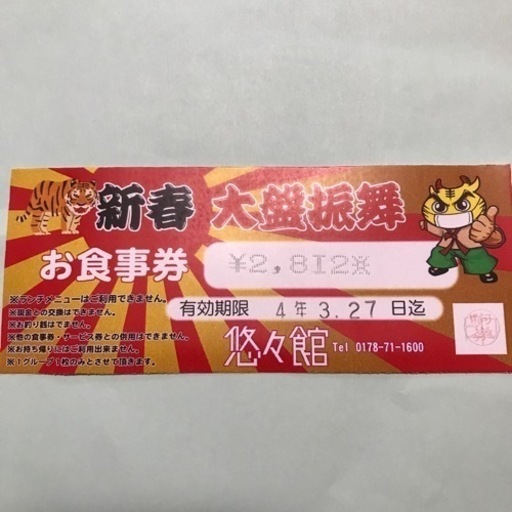 新春 大盤振舞
お食事券
¥2,812※
※ランチメニューはご利用できません。
※現金との交換はできません。
※お釣り銭はでません。
※他の食事券・サービス券との併用はできません。
※お持ち帰りにはご利用出来ません。
※1グループ1枚のみとさせて頂きます。
有効期限 4年 3.27 日迄
悠々館 Tel 0178-71-1600